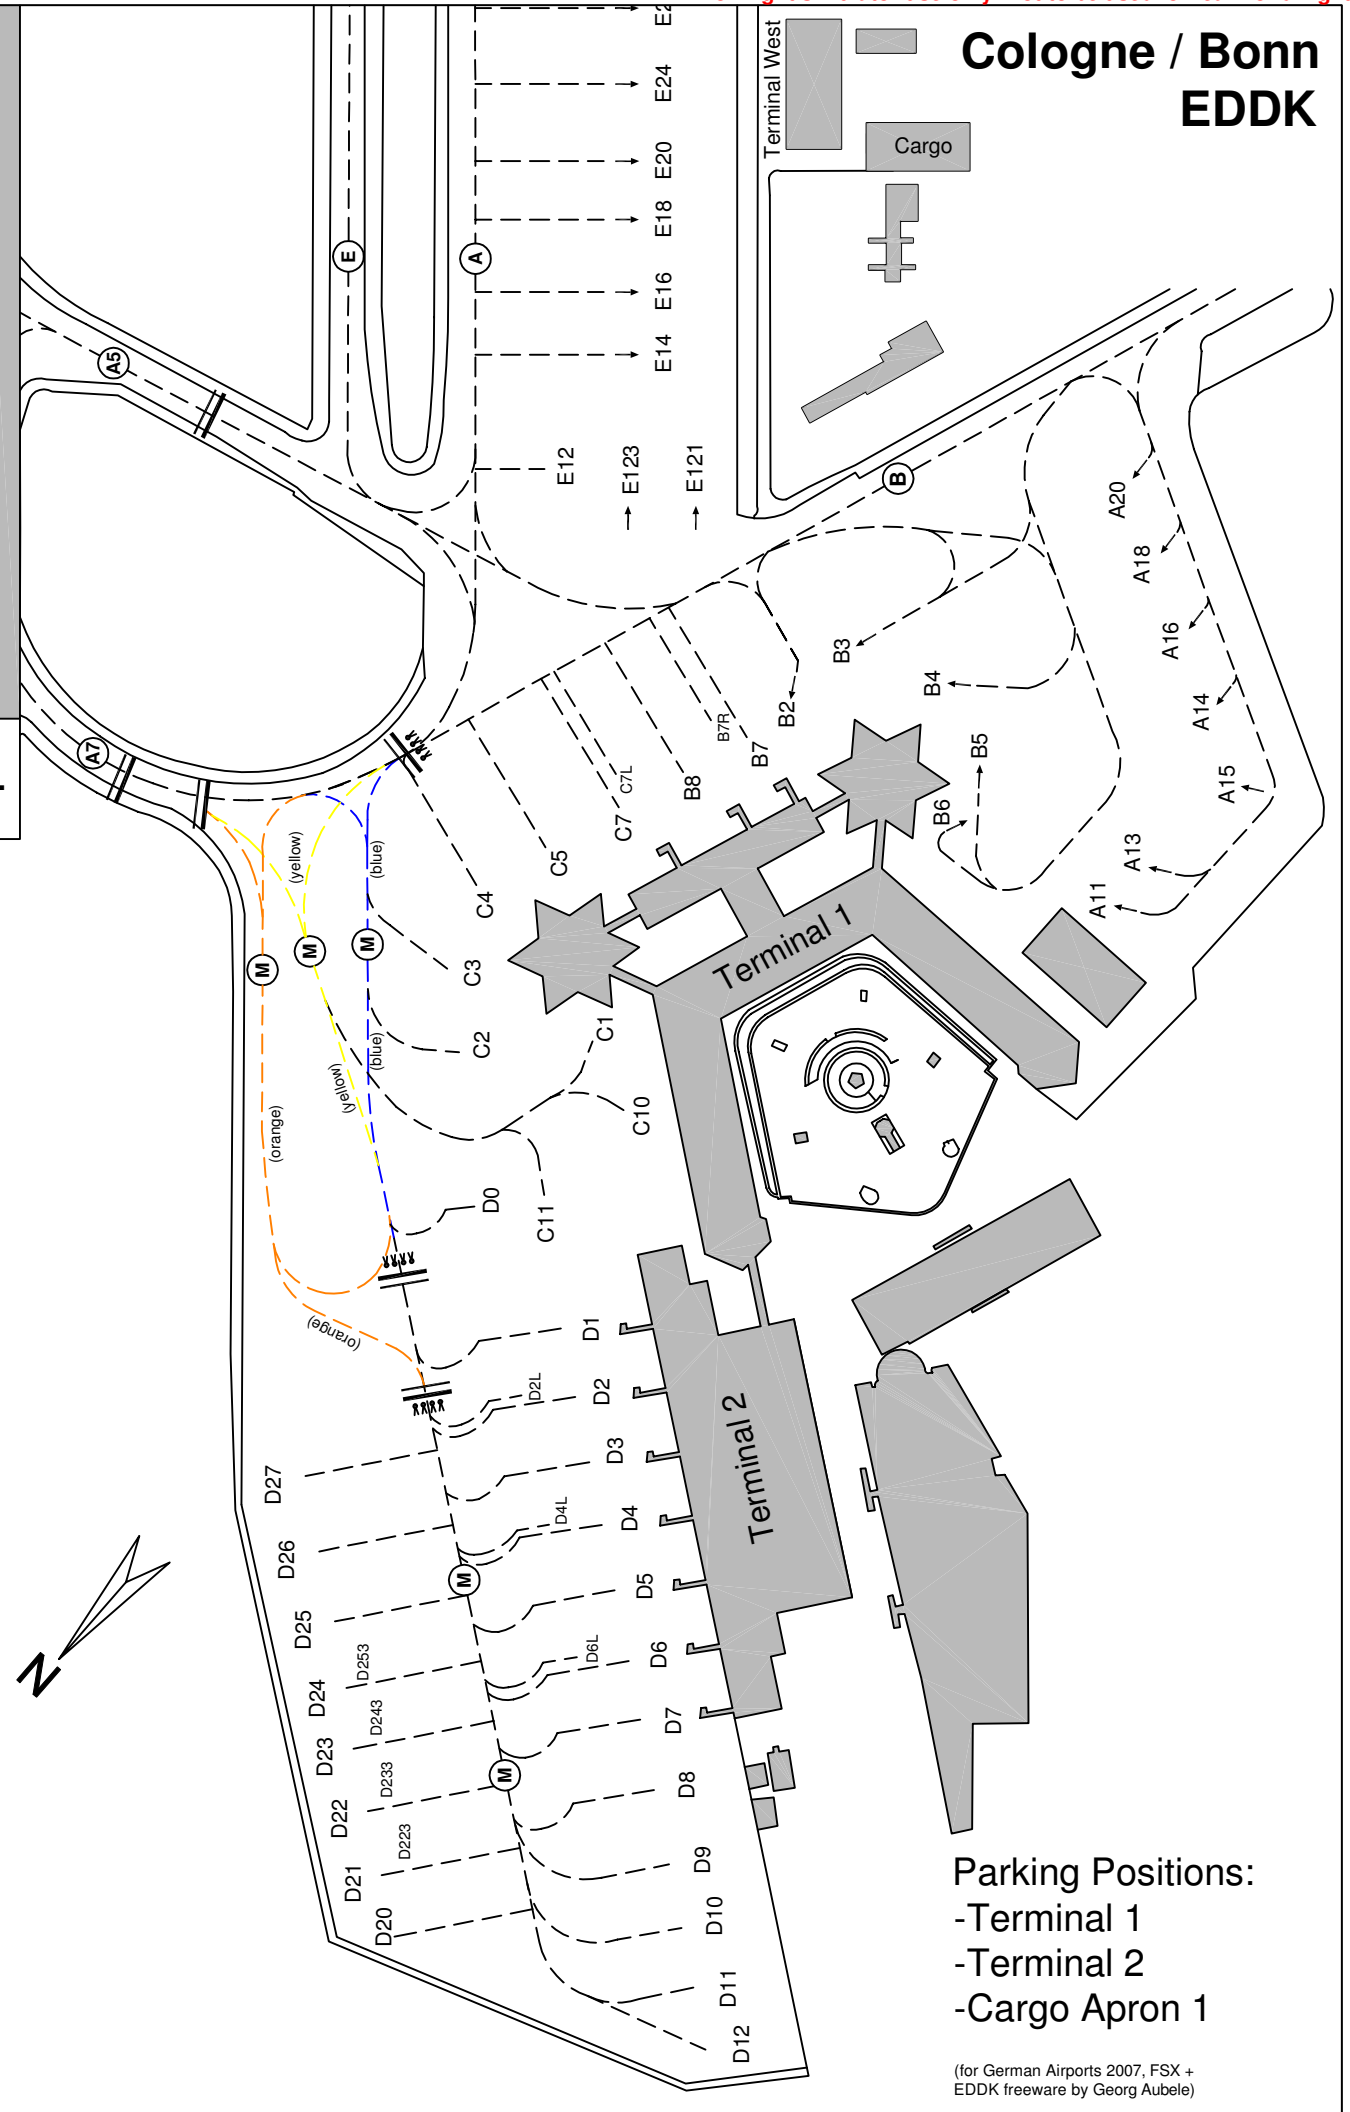 Cologne / Bonn
EDDK
Terminal West
Cargo
E24
E20
E18
E16
E14
E12
E123
E121
E
A
A5
B
A20
A18
A16
A14
A15
A13
A11
B3
B4
B2
B5
B6
B7R
B7
B8
C7L
C7
C5
C4
C3
C2
C1
C10
C11
A7
(yellow)
(blue)
M
M
M
(blue)
(yellow)
(orange)
(orange)
Terminal 1
D0
D1
D2L
D2
D3
D4L
D4
D5
D6L
D6
D7
D8
D9
D10
D11
D12
Terminal 2
D27
D26
D25
D253
D24
D243
D23
D233
D22
D223
D21
D20
M
M
N
Parking Positions:
-Terminal 1
-Terminal 2
-Cargo Apron 1
(for German Airports 2007, FSX +
EDDK freeware by Georg Aubele)